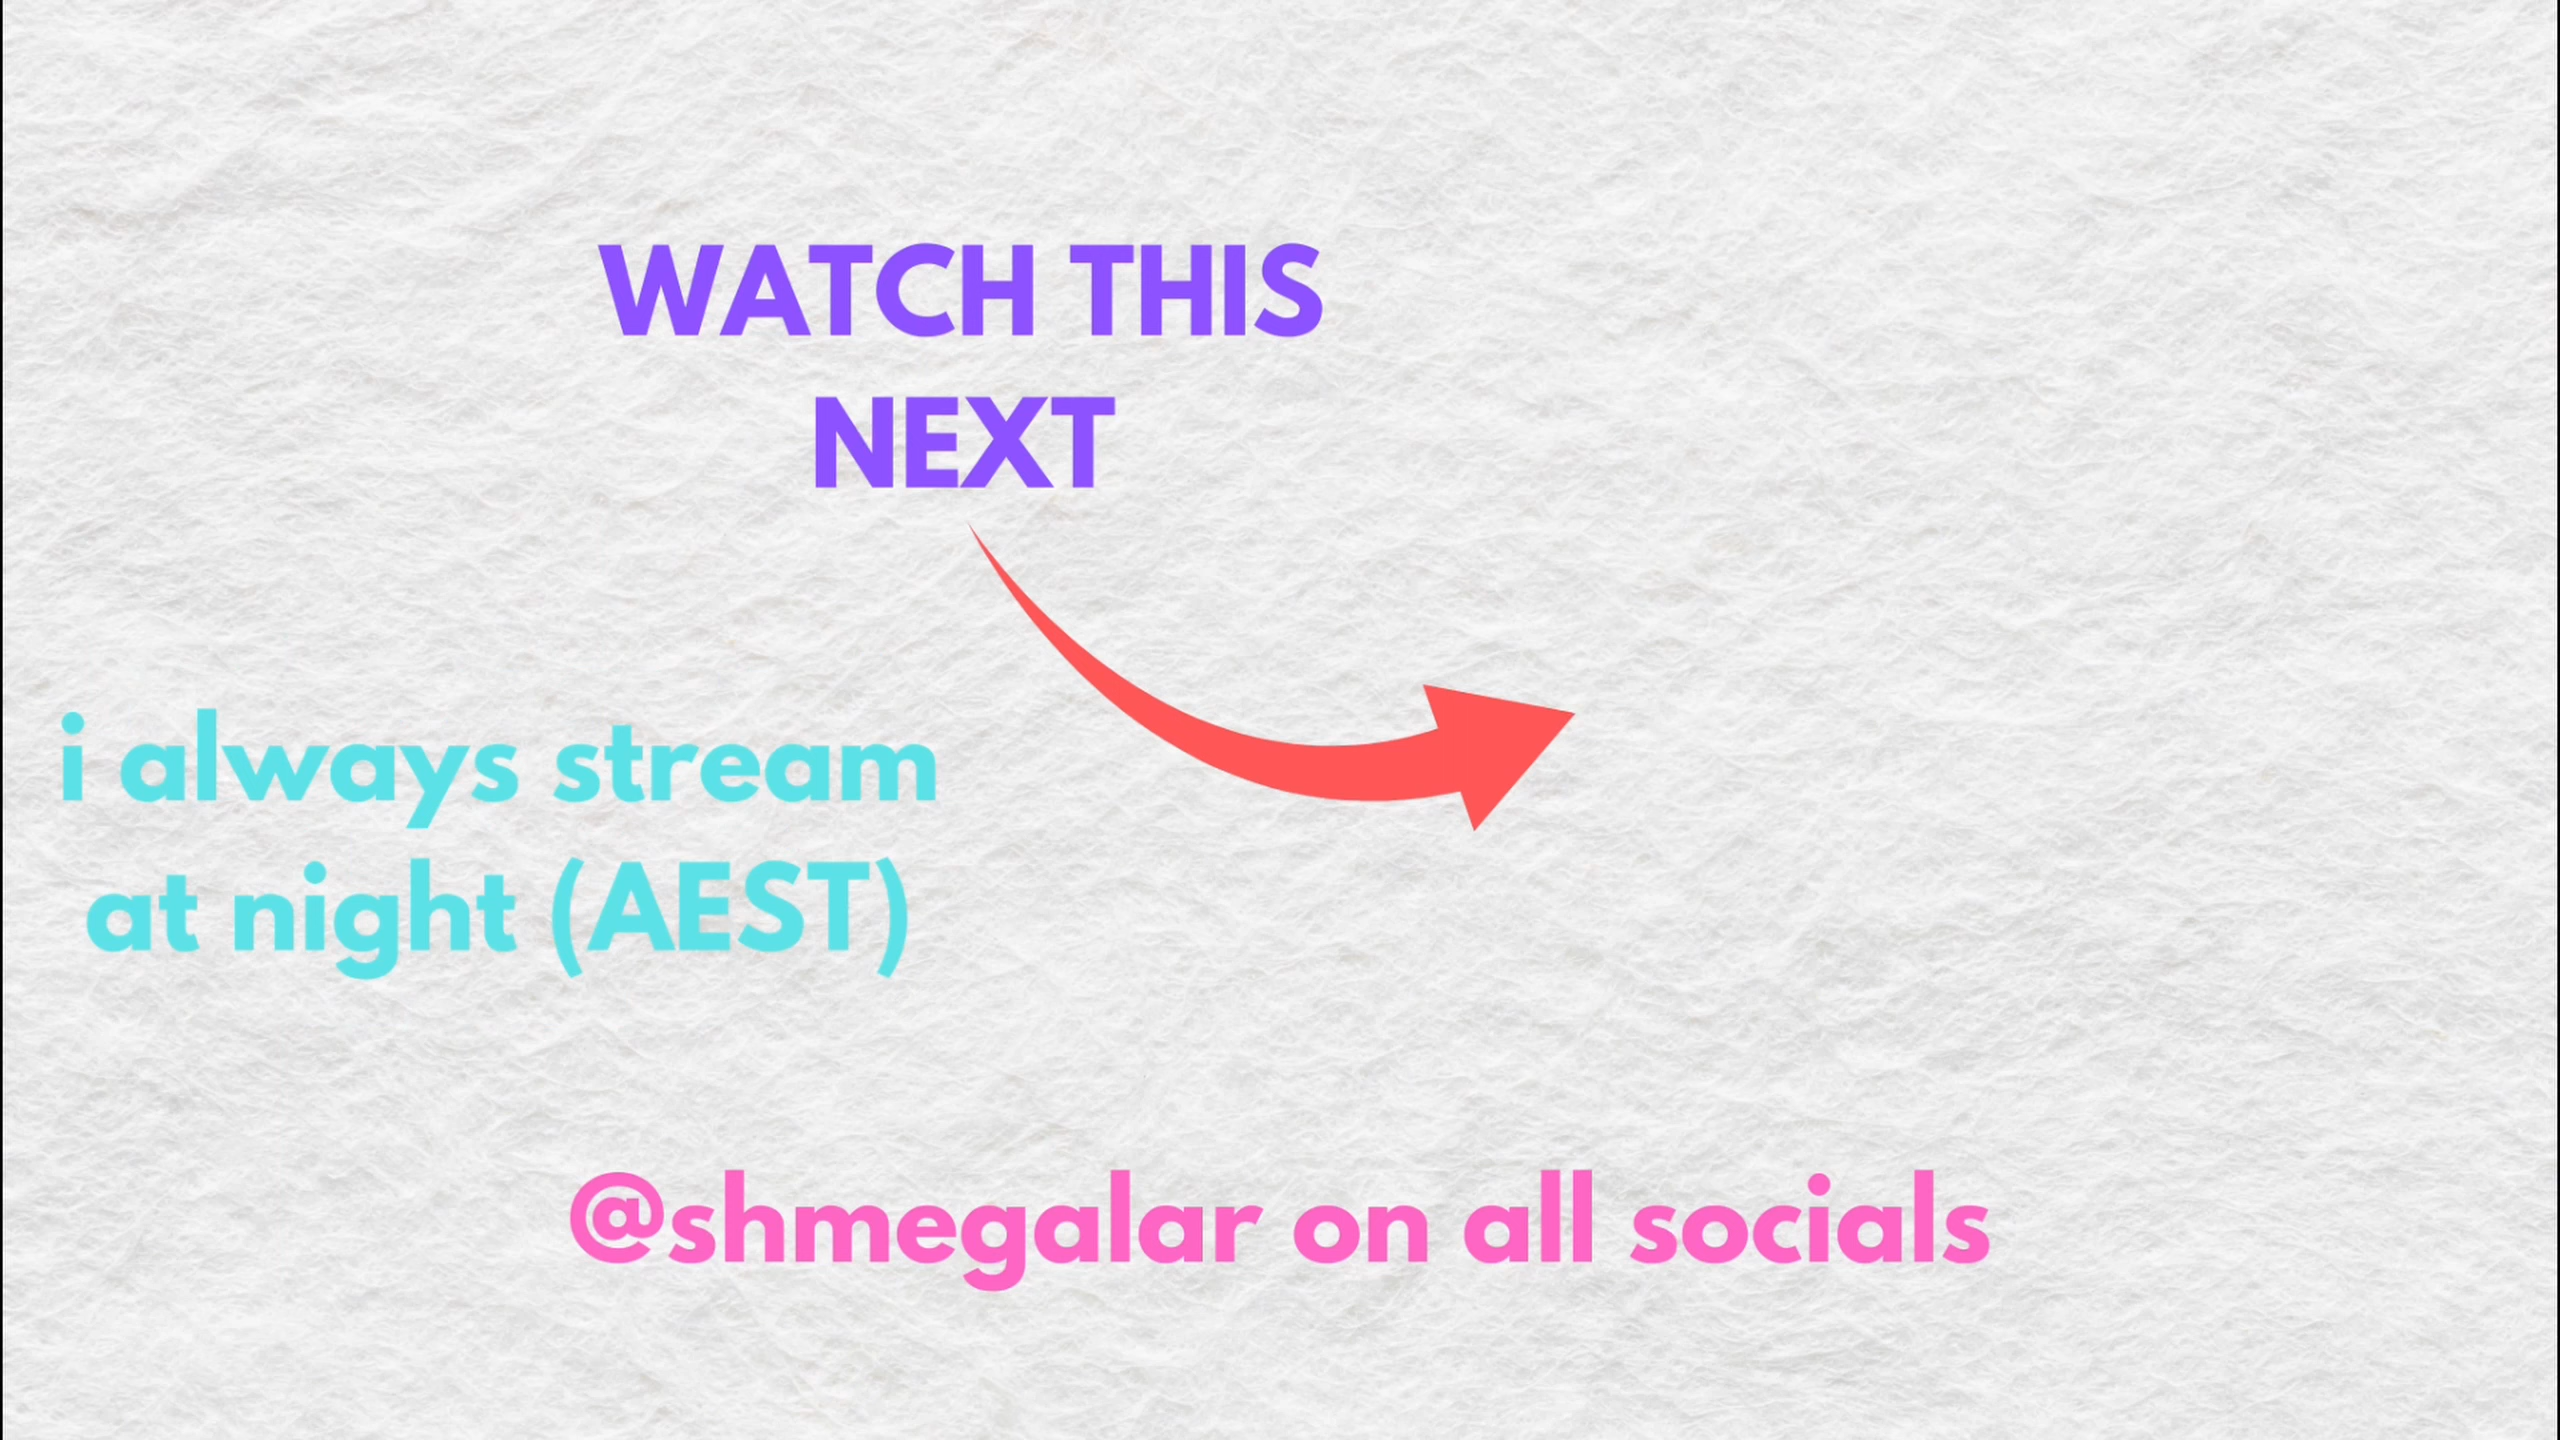 WATCH THIS
NEXT
i always stream
at night (AEST)
@shmegalar on all socials